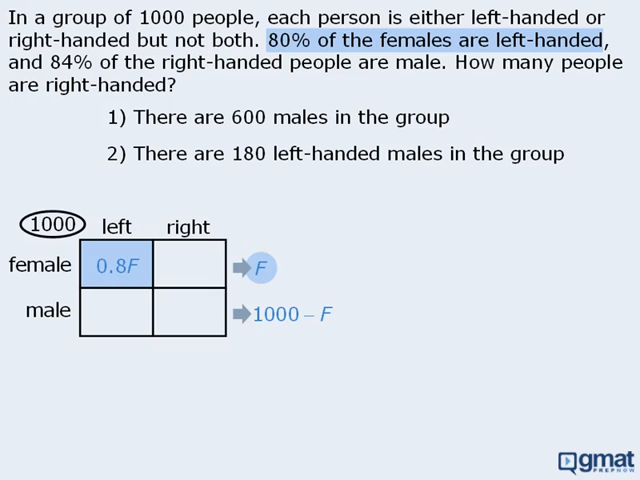 In a group of 1000 people, each person is either left-handed or
right-handed but not both. 80% of the females are left-handed,
and 84% of the right-handed people are male. How many people
are right-handed?
1) There are 600 males in the group
2) There are 180 left-handed males in the group
1000 left right
female 0.8F F
male 1000 – F
gmat
PREPNOW